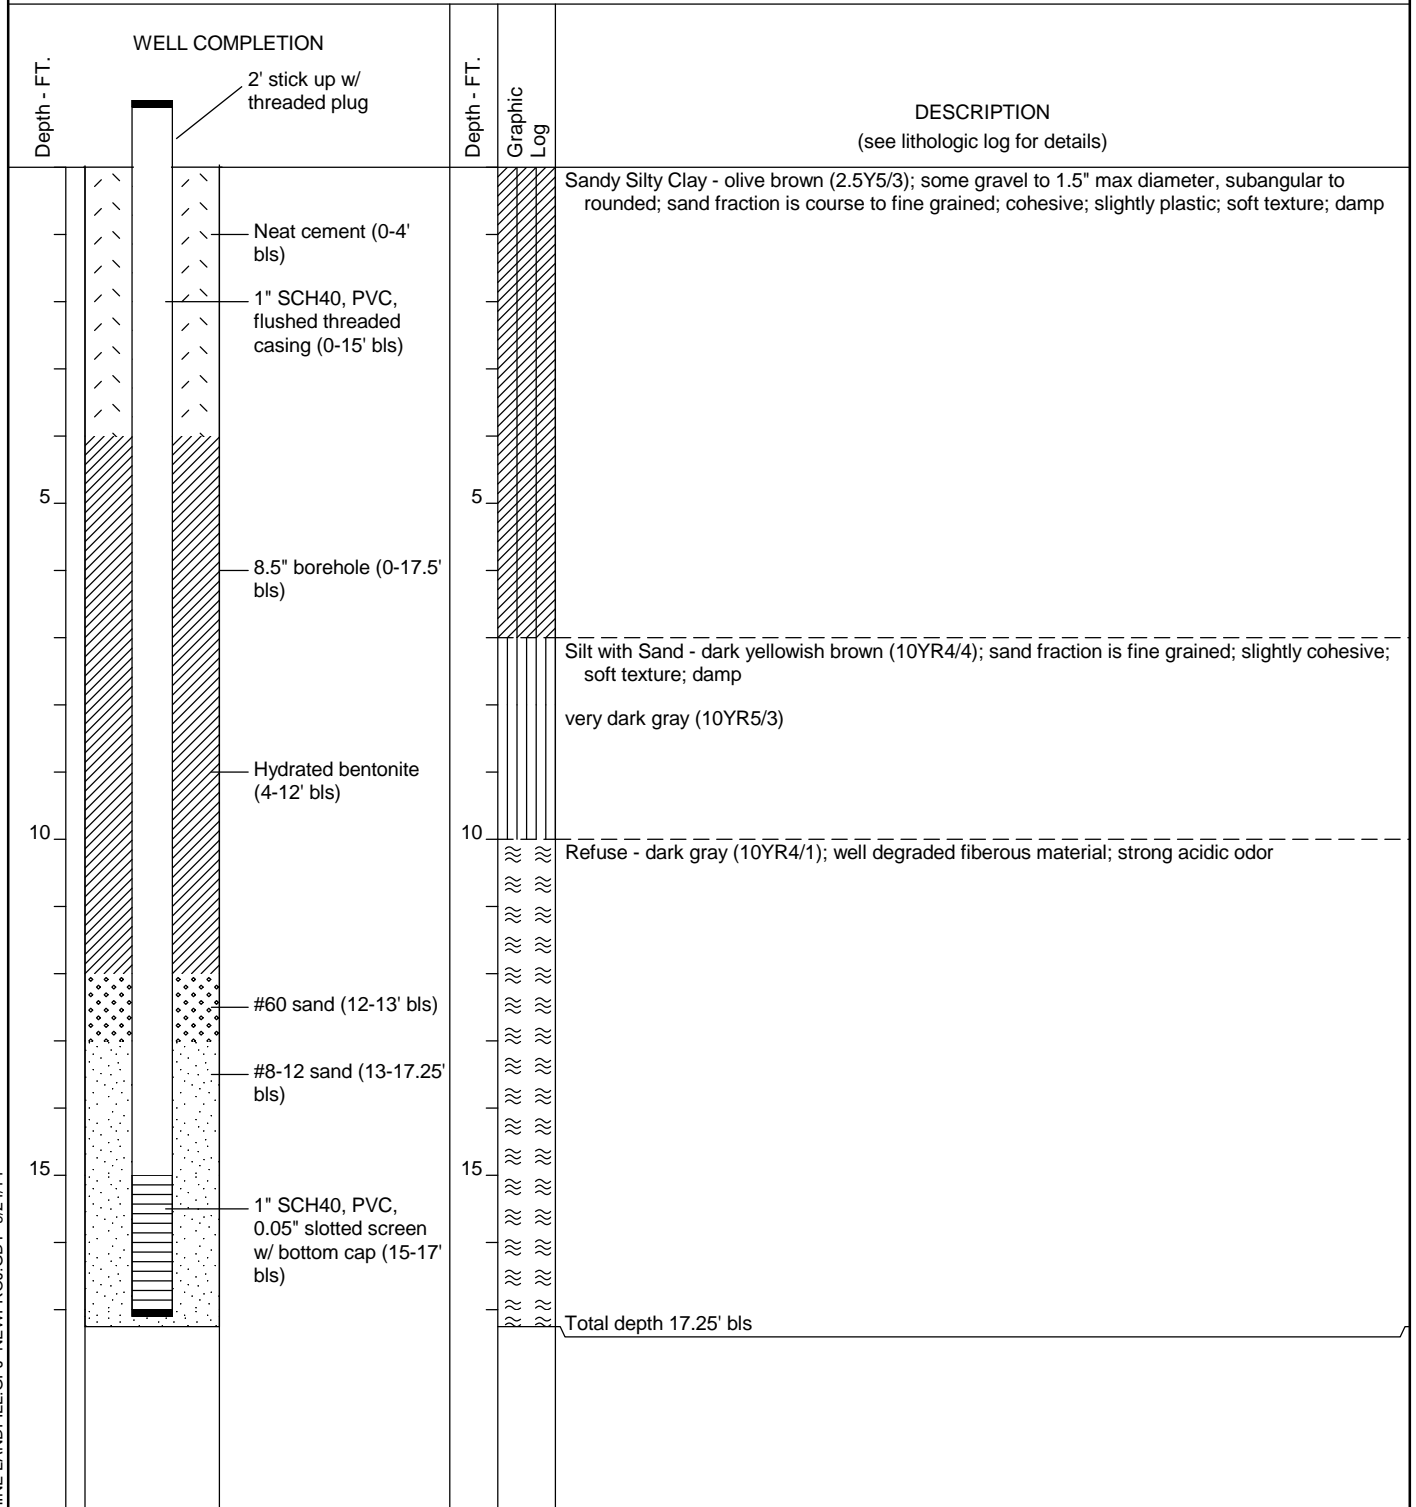 WELL COMPLETION
Depth - FT.
2' stick up w/
threaded plug
Neat cement (0-4'
bls)
1" SCH40, PVC,
flushed threaded
casing (0-15' bls)
5
8.5" borehole (0-17.5'
bls)
Hydrated bentonite
(4-12' bls)
10
#60 sand (12-13' bls)
#8-12 sand (13-17.25'
bls)
15
1" SCH40, PVC,
0.05" slotted screen
w/ bottom cap (15-17'
bls)
Depth - FT.
Graphic
Log
5
10
15
DESCRIPTION
(see lithologic log for details)
Sandy Silty Clay - olive brown (2.5Y5/3); some gravel to 1.5" max diameter, subangular to
rounded; sand fraction is course to fine grained; cohesive; slightly plastic; soft texture; damp
Silt with Sand - dark yellowish brown (10YR4/4); sand fraction is fine grained; slightly cohesive;
soft texture; damp
very dark gray (10YR5/3)
Refuse - dark gray (10YR4/1); well degraded fiberous material; strong acidic odor
Total depth 17.25' bls